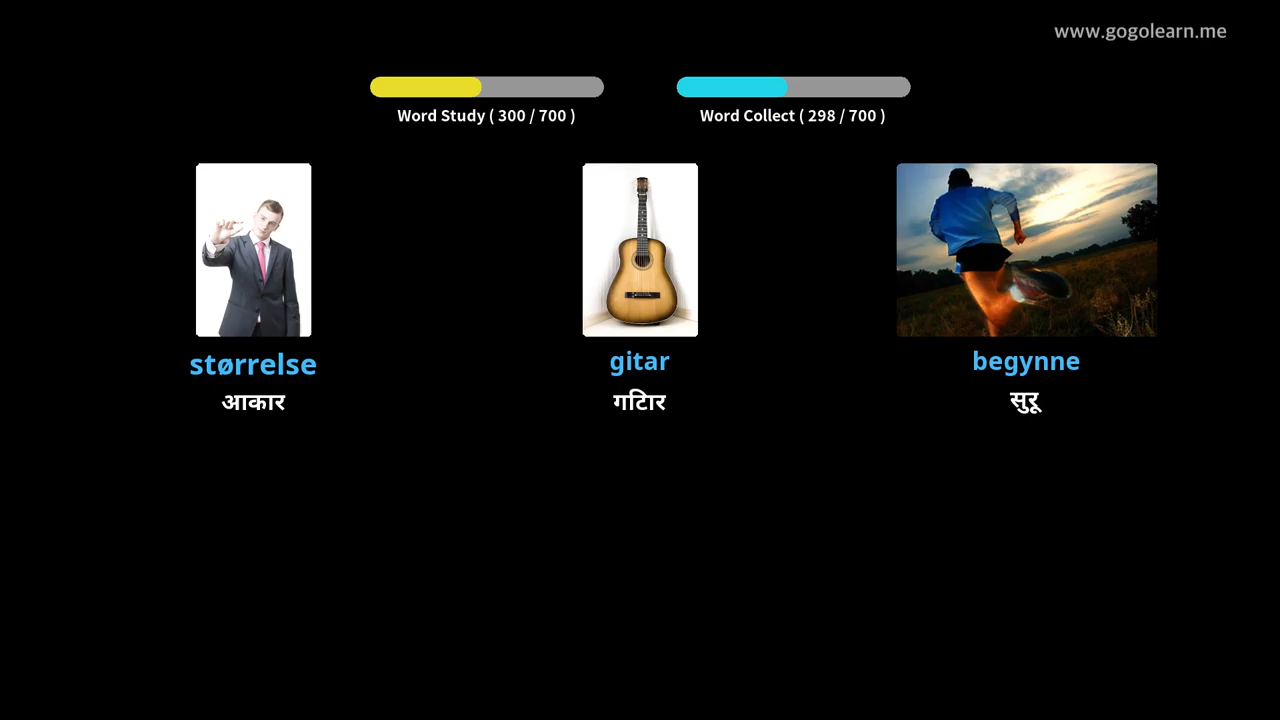 www.gogolearn.me
Word Study ( 300 / 700 )
Word Collect ( 298 / 700 )
størrelse
gitar
begynne
आकार
गिटार
सुरू